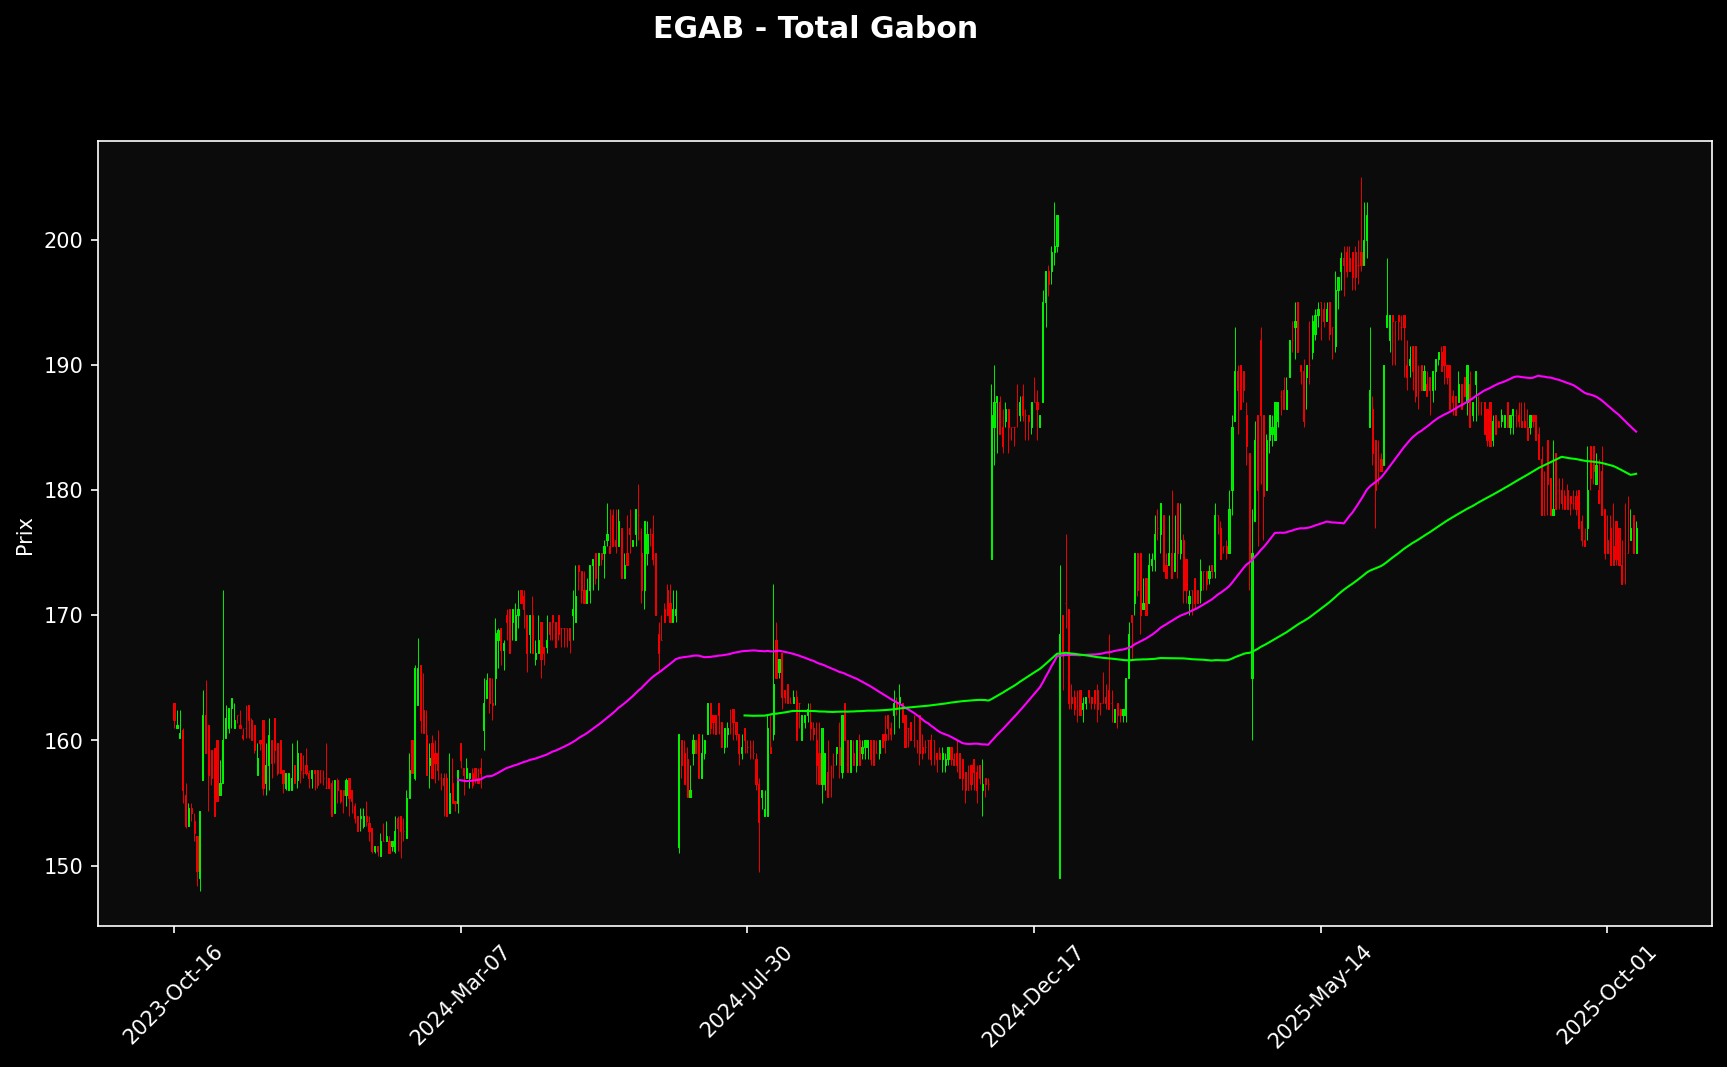 EGAB - Total Gabon
Prix
200
190
180
170
160
150
2023-Oct-16
2024-Mar-07
2024-Jul-30
2024-Dec-17
2025-May-14
2025-Oct-01